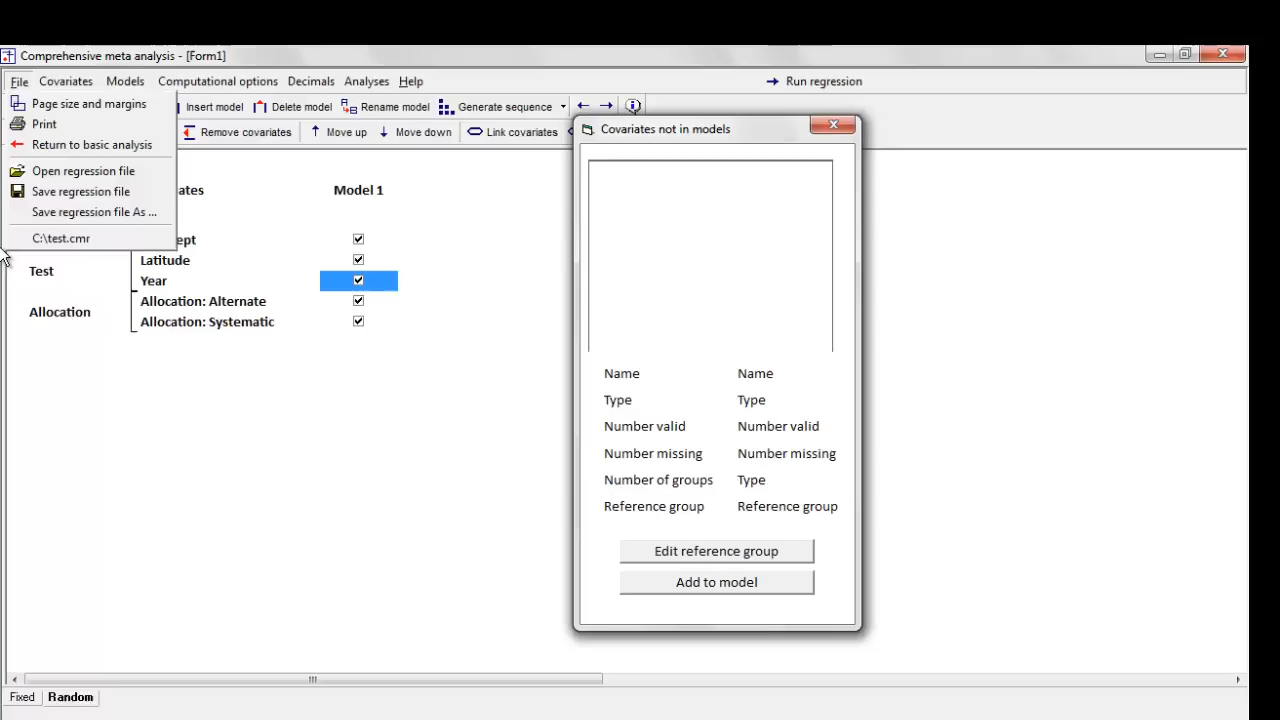 Comprehensive meta analysis - [Form1]
File Covariates Models Computational options Decimals Analyses Help Run regression
Insert model Delete model Rename model Generate sequence
Remove covariates Move up Move down Link covariates
Page size and margins
Print
Return to basic analysis
Open regression file
Save regression file
Save regression file As ...
C:\test.cmr
ates Model 1
ept
Test
Latitude
Year
Allocation
Allocation: Alternate
Allocation: Systematic
Covariates not in models
Name Name
Type Type
Number valid Number valid
Number missing Number missing
Number of groups Type
Reference group Reference group
Edit reference group
Add to model
Fixed Random